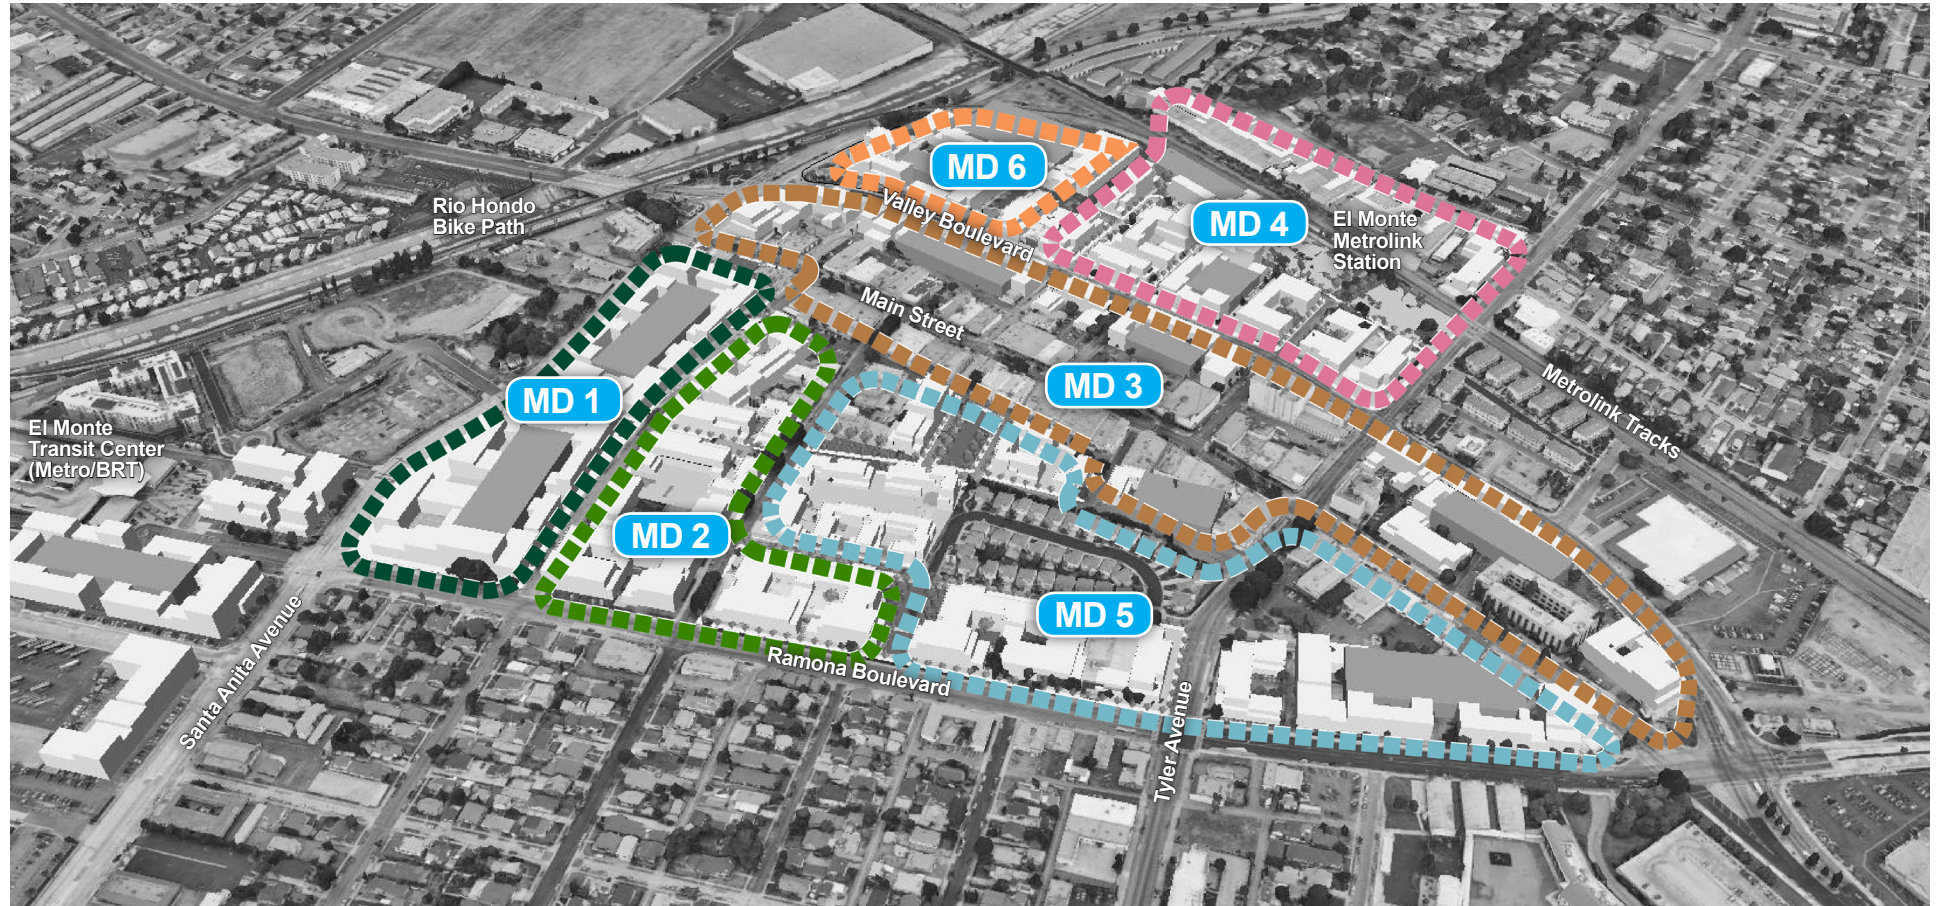 MD 6
Rio Hondo
Bike Path
Valley Boulevard
MD 4
El Monte
Metrolink
Station
Main Street
MD 3
MD 1
Metrolink Tracks
El Monte
Transit Center
(Metro/BRT)
MD 2
MD 5
Santa Anita Avenue
Ramona Boulevard
Tyler Avenue